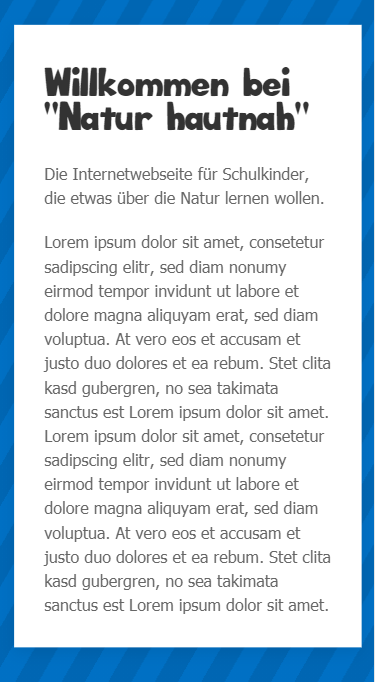 Willkommen bei
"Natur hautnah"
Die Internetwebseite für Schulkinder,
die etwas über die Natur lernen wollen.
Lorem ipsum dolor sit amet, consetetur
sadipscing elitr, sed diam nonumy
eirmod tempor invidunt ut labore et
dolore magna aliquyam erat, sed diam
voluptua. At vero eos et accusam et
justo duo dolores et ea rebum. Stet clita
kasd gubergren, no sea takimata
sanctus est Lorem ipsum dolor sit amet.
Lorem ipsum dolor sit amet, consetetur
sadipscing elitr, sed diam nonumy
eirmod tempor invidunt ut labore et
dolore magna aliquyam erat, sed diam
voluptua. At vero eos et accusam et
justo duo dolores et ea rebum. Stet clita
kasd gubergren, no sea takimata
sanctus est Lorem ipsum dolor sit amet.